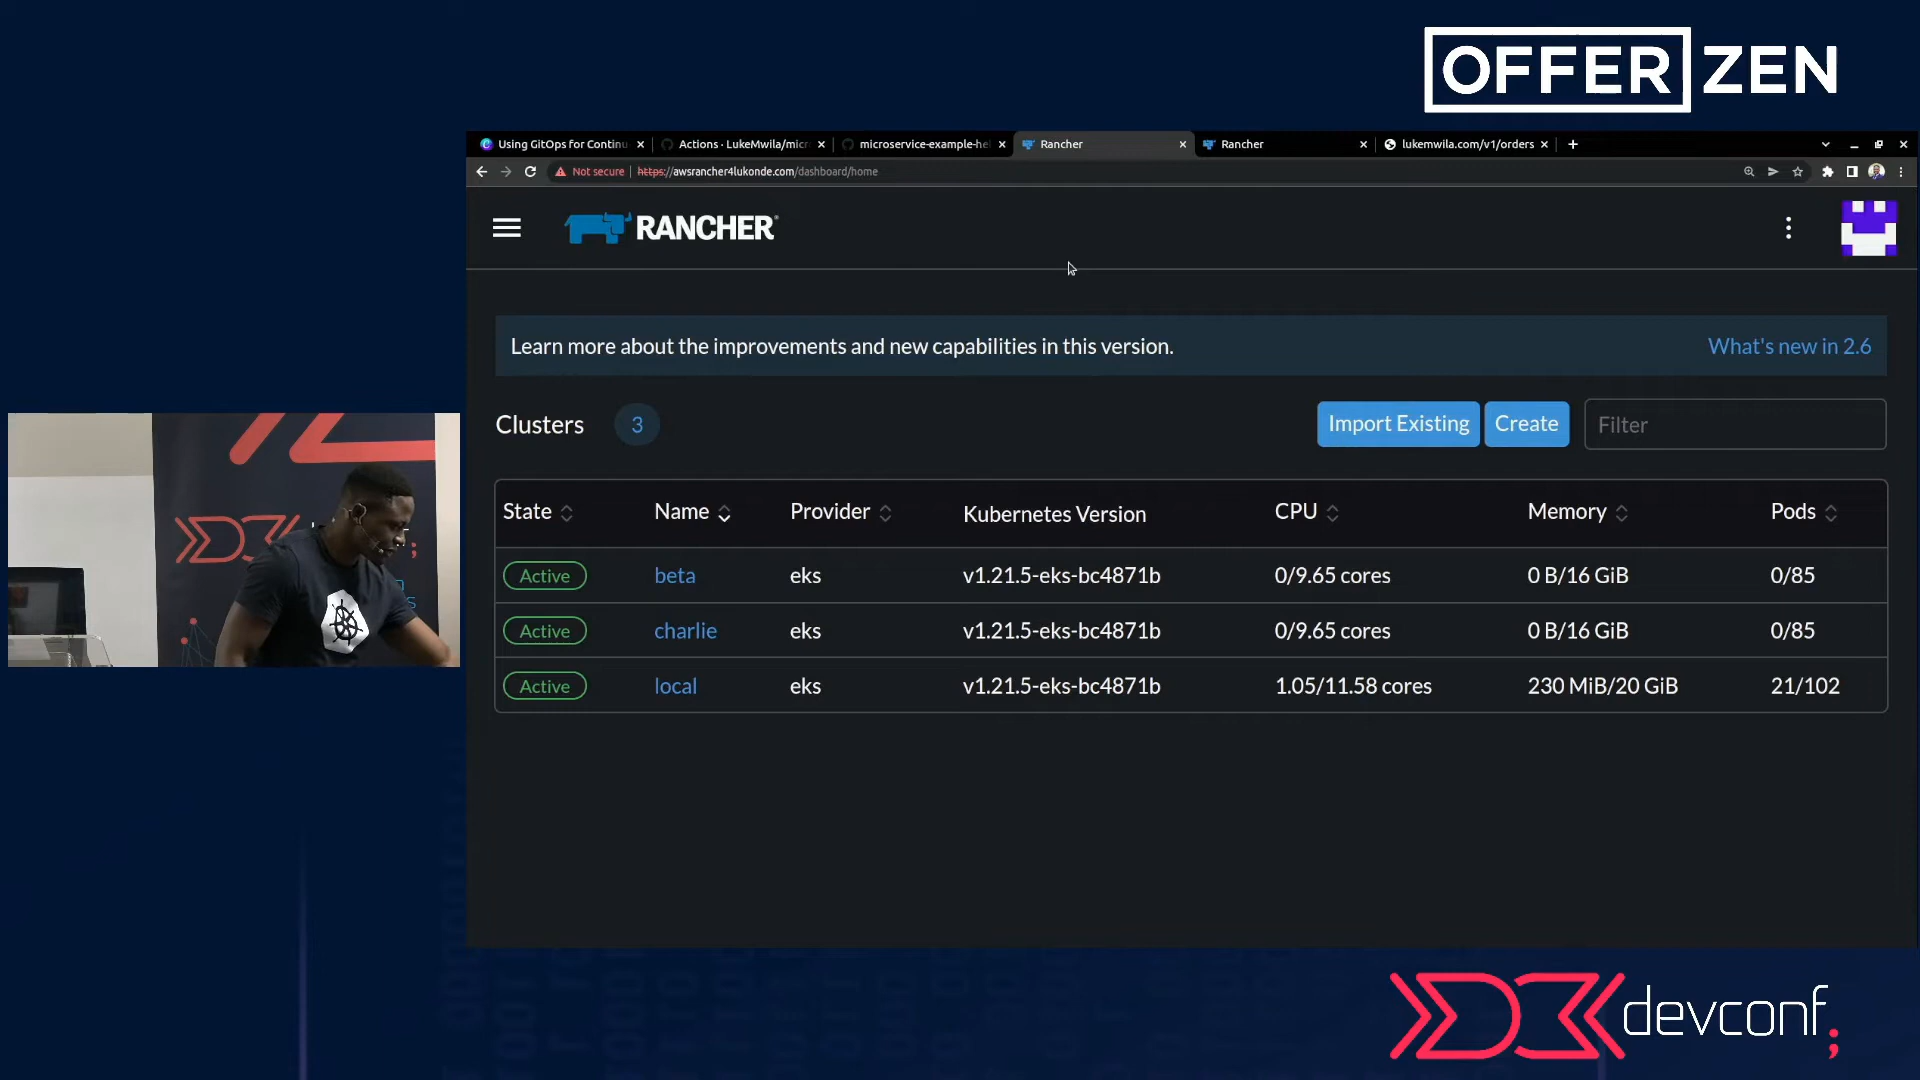 OFFERZEN
Using GitOps for Continu
Actions · LukeMwila/micr
microservice-example-hel
Rancher
Rancher
lukemwila.com/v1/orders
Not secure
https://awsrancher4lukonde.com/dashboard/home
RANCHER
Learn more about the improvements and new capabilities in this version.
What's new in 2.6
Clusters 3
Import Existing
Create
Filter
State Name Provider Kubernetes Version CPU Memory Pods
Active beta eks v1.21.5-eks-bc4871b 0/9.65 cores 0 B/16 GiB 0/85
Active charlie eks v1.21.5-eks-bc4871b 0/9.65 cores 0 B/16 GiB 0/85
Active local eks v1.21.5-eks-bc4871b 1.05/11.58 cores 230 MiB/20 GiB 21/102
devconf;